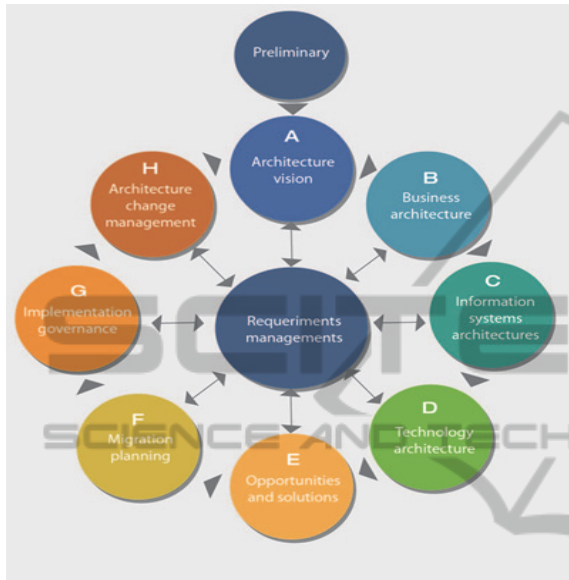 Preliminary
A
Architecture
vision
H
Architecture
change
management
B
Business
architecture
G
Implementation
governance
Requeriments
managements
C
Information
systems
architectures
F
Migration
planning
D
Technology
architecture
E
Opportunities
and solutions
SCITE
SCIENCE AND TECH